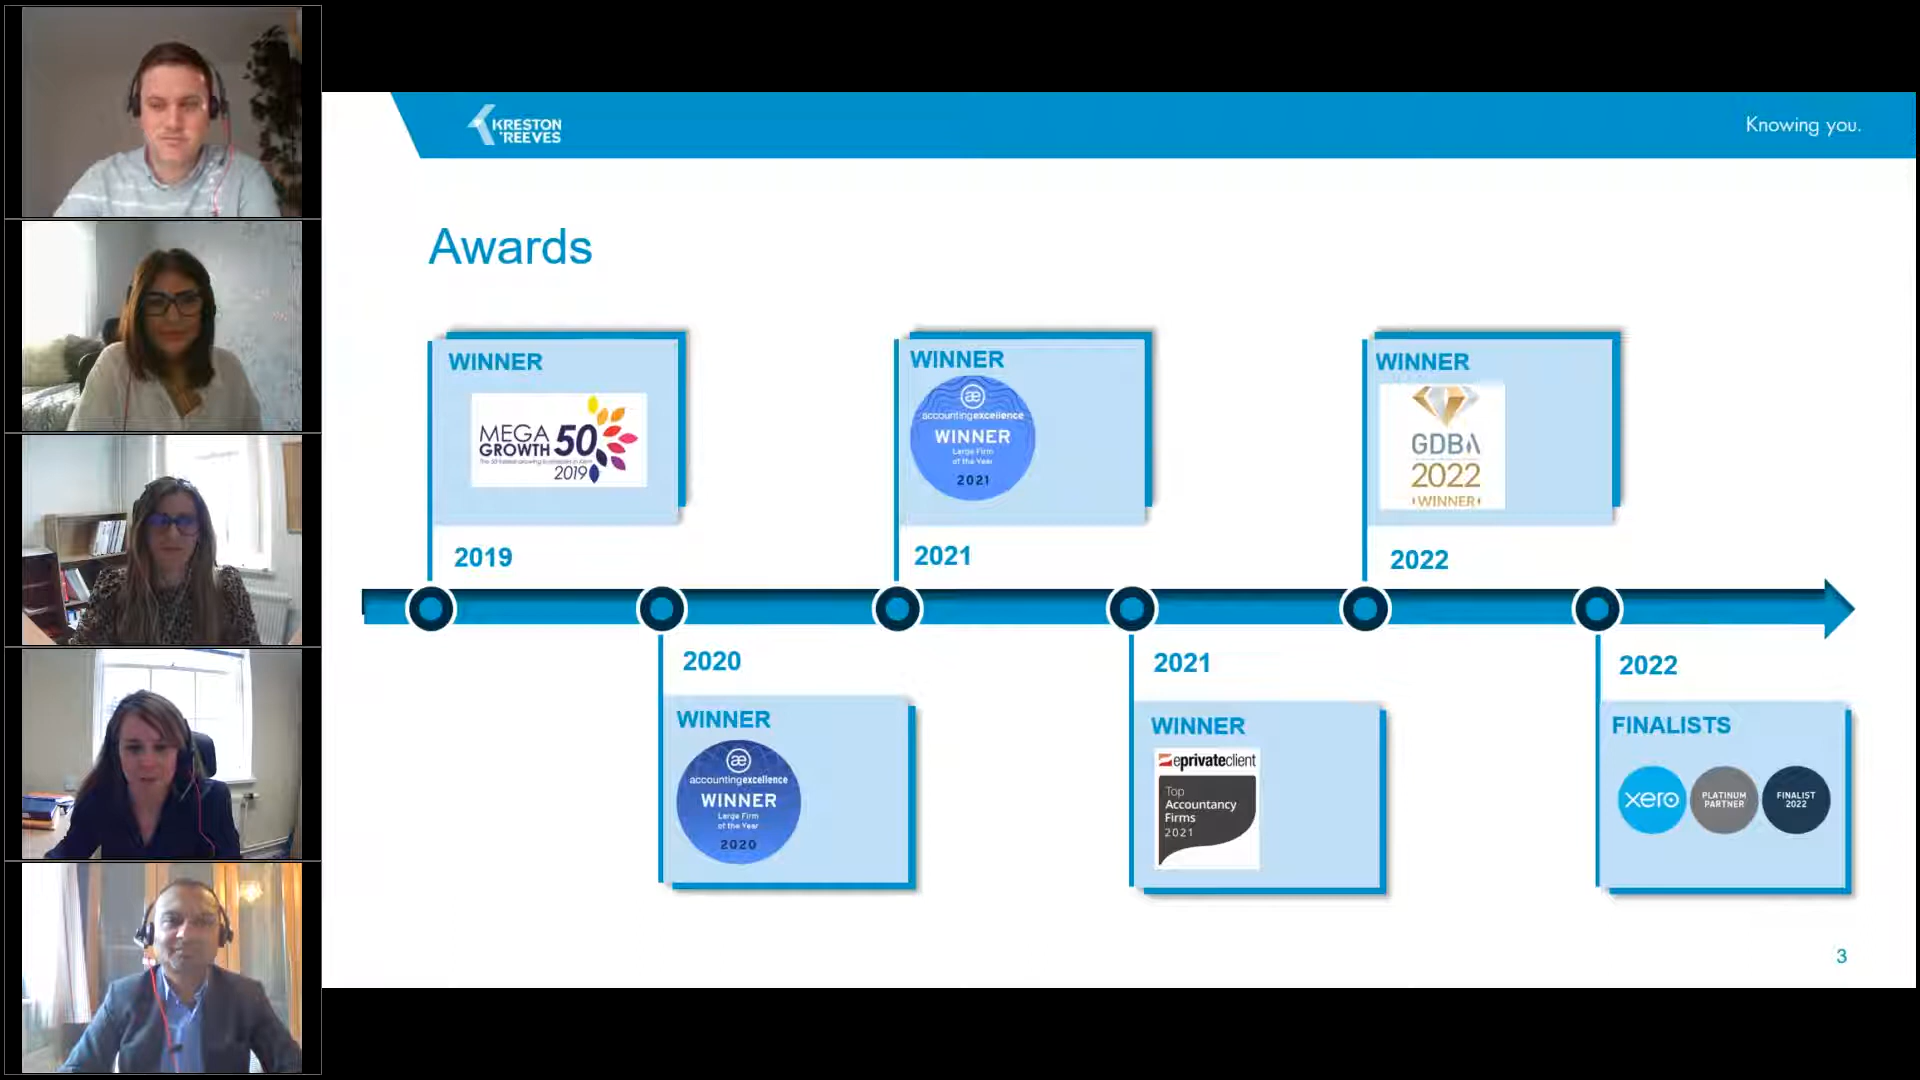 KRESTON
REEVES
Knowing you.
Awards
WINNER
MEGA
GROWTH 50
The 50 fastest growing businesses in Kent
2019
2019
WINNER
æ
accountingexcellence
WINNER
Large Firm
of the Year
2020
2020
WINNER
æ
accountingexcellence
WINNER
Large Firm
of the Year
2021
2021
2021
WINNER
eprivateclient
Top
Accountancy
Firms
2021
WINNER
GDBA
2022
WINNER
2022
2022
FINALISTS
xero
PLATINUM
PARTNER
FINALIST
2022
3